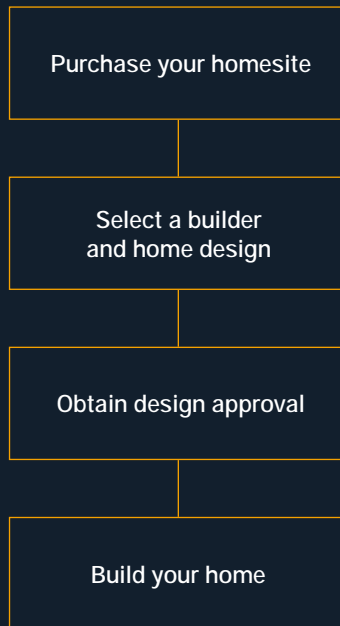 Purchase your homesite
Select a builder
and home design
Obtain design approval
Build your home